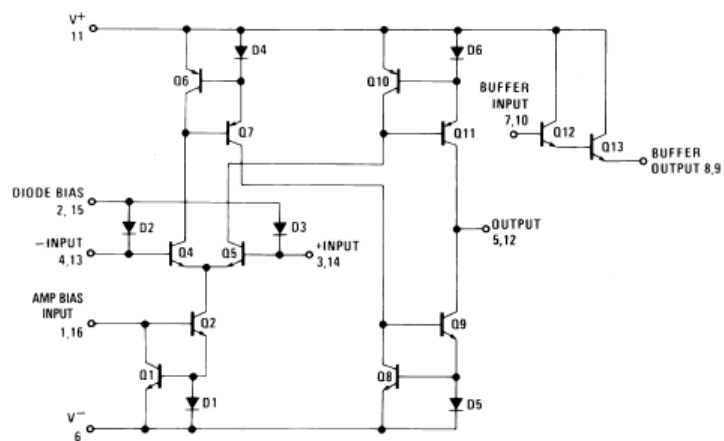 V+
11
D4
D6
Q6
Q10
BUFFER
INPUT
7,10
Q7
Q11
Q12
Q13
BUFFER
OUTPUT 8,9
DIODE BIAS
2, 15
D2
D3
—INPUT
4,13
Q4
Q5
+INPUT
3,14
OUTPUT
5,12
AMP BIAS
INPUT
1,16
Q2
Q9
Q1
Q8
D1
D5
V—
6